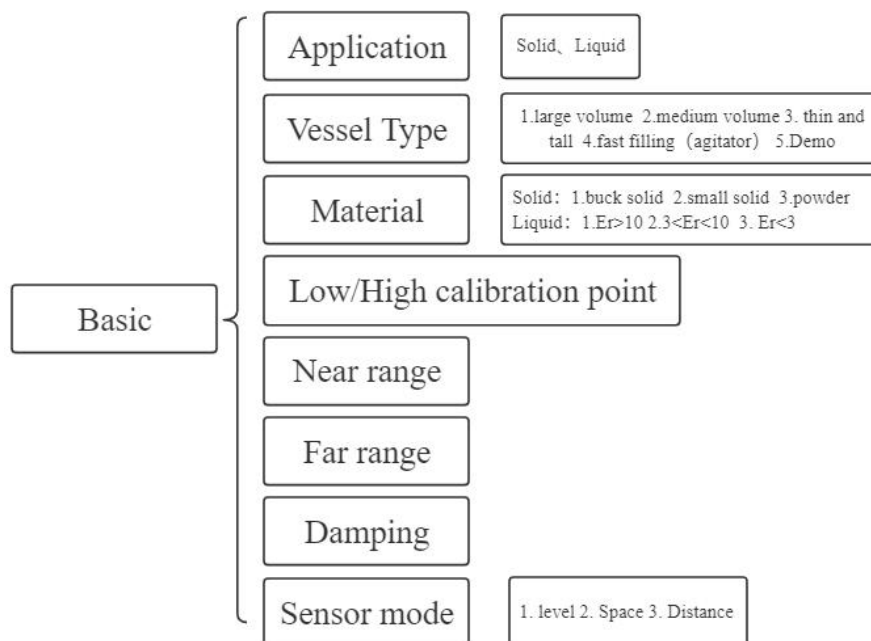 Application
Solid、Liquid
Vessel Type
1.large volume 2.medium volume 3. thin and
tall 4.fast filling（agitator） 5.Demo
Material
Solid：1.buck solid 2.small solid 3.powder
Liquid：1.Er>10 2.3<Er<10 3. Er<3
Low/High calibration point
Basic
Near range
Far range
Damping
Sensor mode
1. level 2. Space 3. Distance